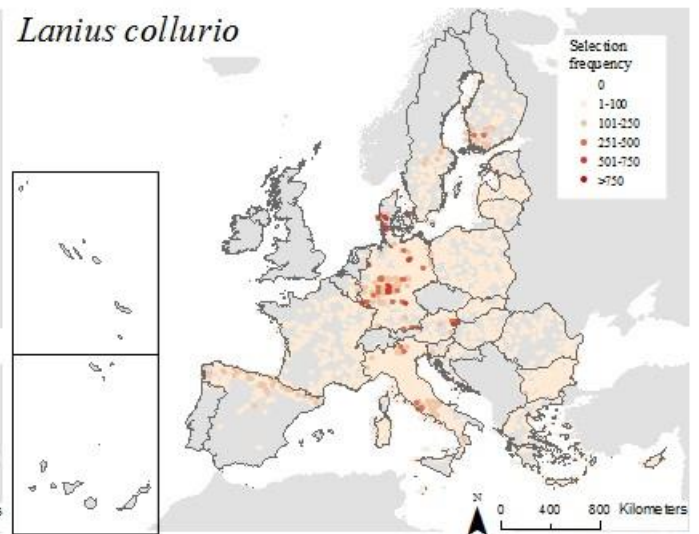 Lanius collurio
Selection
frequency
0
1-100
101-250
251-500
501-750
>750
N
0 400 800 Kilometers